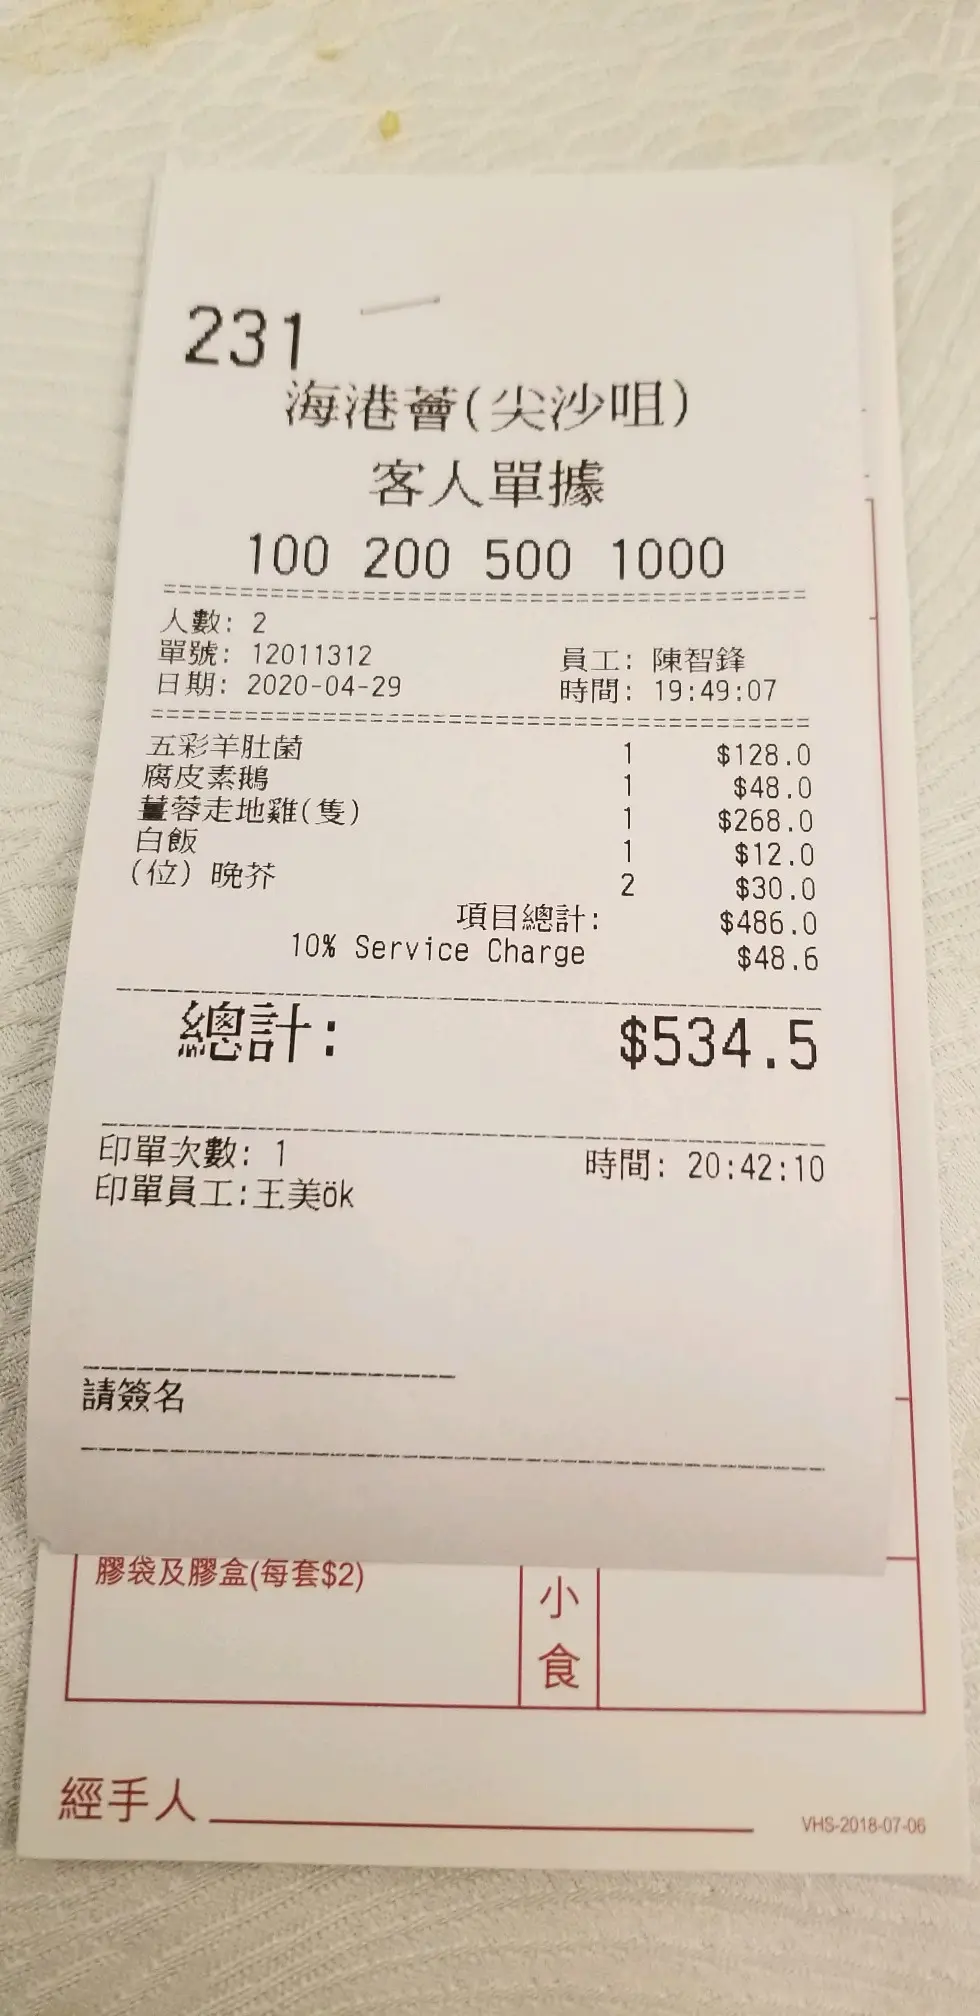 231
海港薈(尖沙咀)
客人單據
100 200 500 1000
人數: 2
單號: 12011312 員工: 陳智鋒
日期: 2020-04-29 時間: 19:49:07
五彩羊肚菌 1 $128.0
腐皮素鵝 1 $48.0
薑蓉走地雞(隻) 1 $268.0
白飯 1 $12.0
(位) 晚芥 2 $30.0
項目總計: $486.0
10% Service Charge $48.6
總計: $534.5
印單次數: 1 時間: 20:42:10
印單員工:王美ök
請簽名
膠袋及膠盒(每套$2) 小食
經手人
VHS-2018-07-06